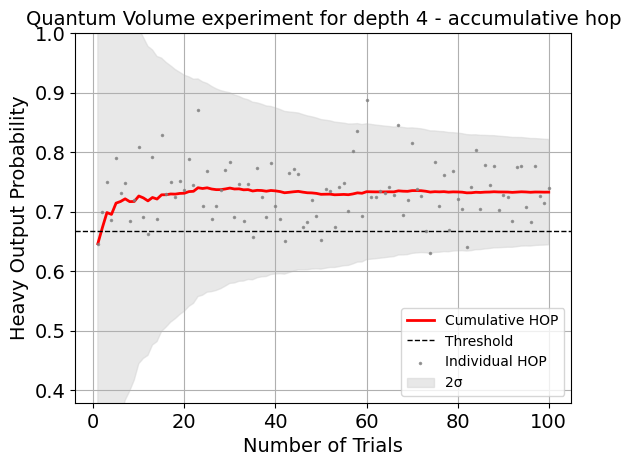 Quantum Volume experiment for depth 4 - accumulative hop
Heavy Output Probability
1.0
0.9
0.8
0.7
0.6
0.5
0.4
0
20
40
60
80
100
Number of Trials
Cumulative HOP
Threshold
Individual HOP
2σ